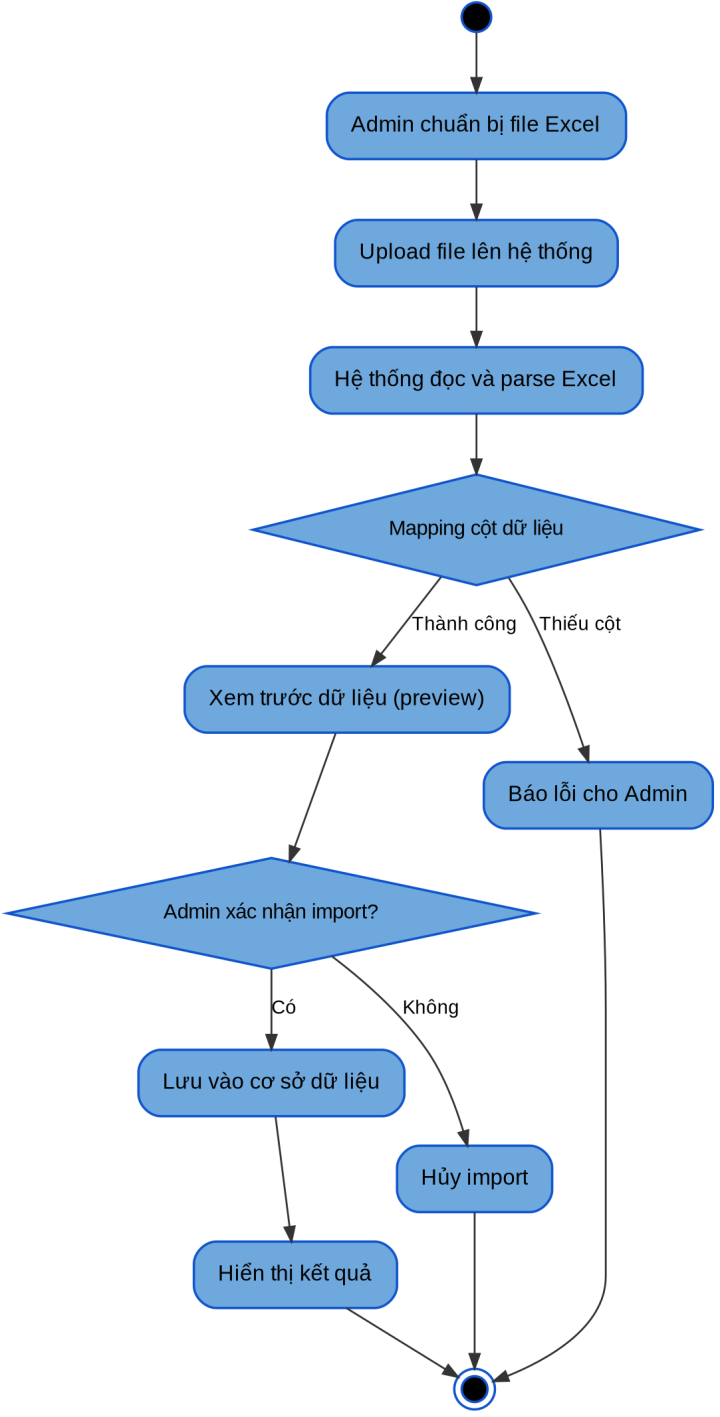 Admin chuẩn bị file Excel
Upload file lên hệ thống
Hệ thống đọc và parse Excel
Mapping cột dữ liệu
Thành công
Thiếu cột
Xem trước dữ liệu (preview)
Báo lỗi cho Admin
Admin xác nhận import?
Có
Không
Lưu vào cơ sở dữ liệu
Hủy import
Hiển thị kết quả